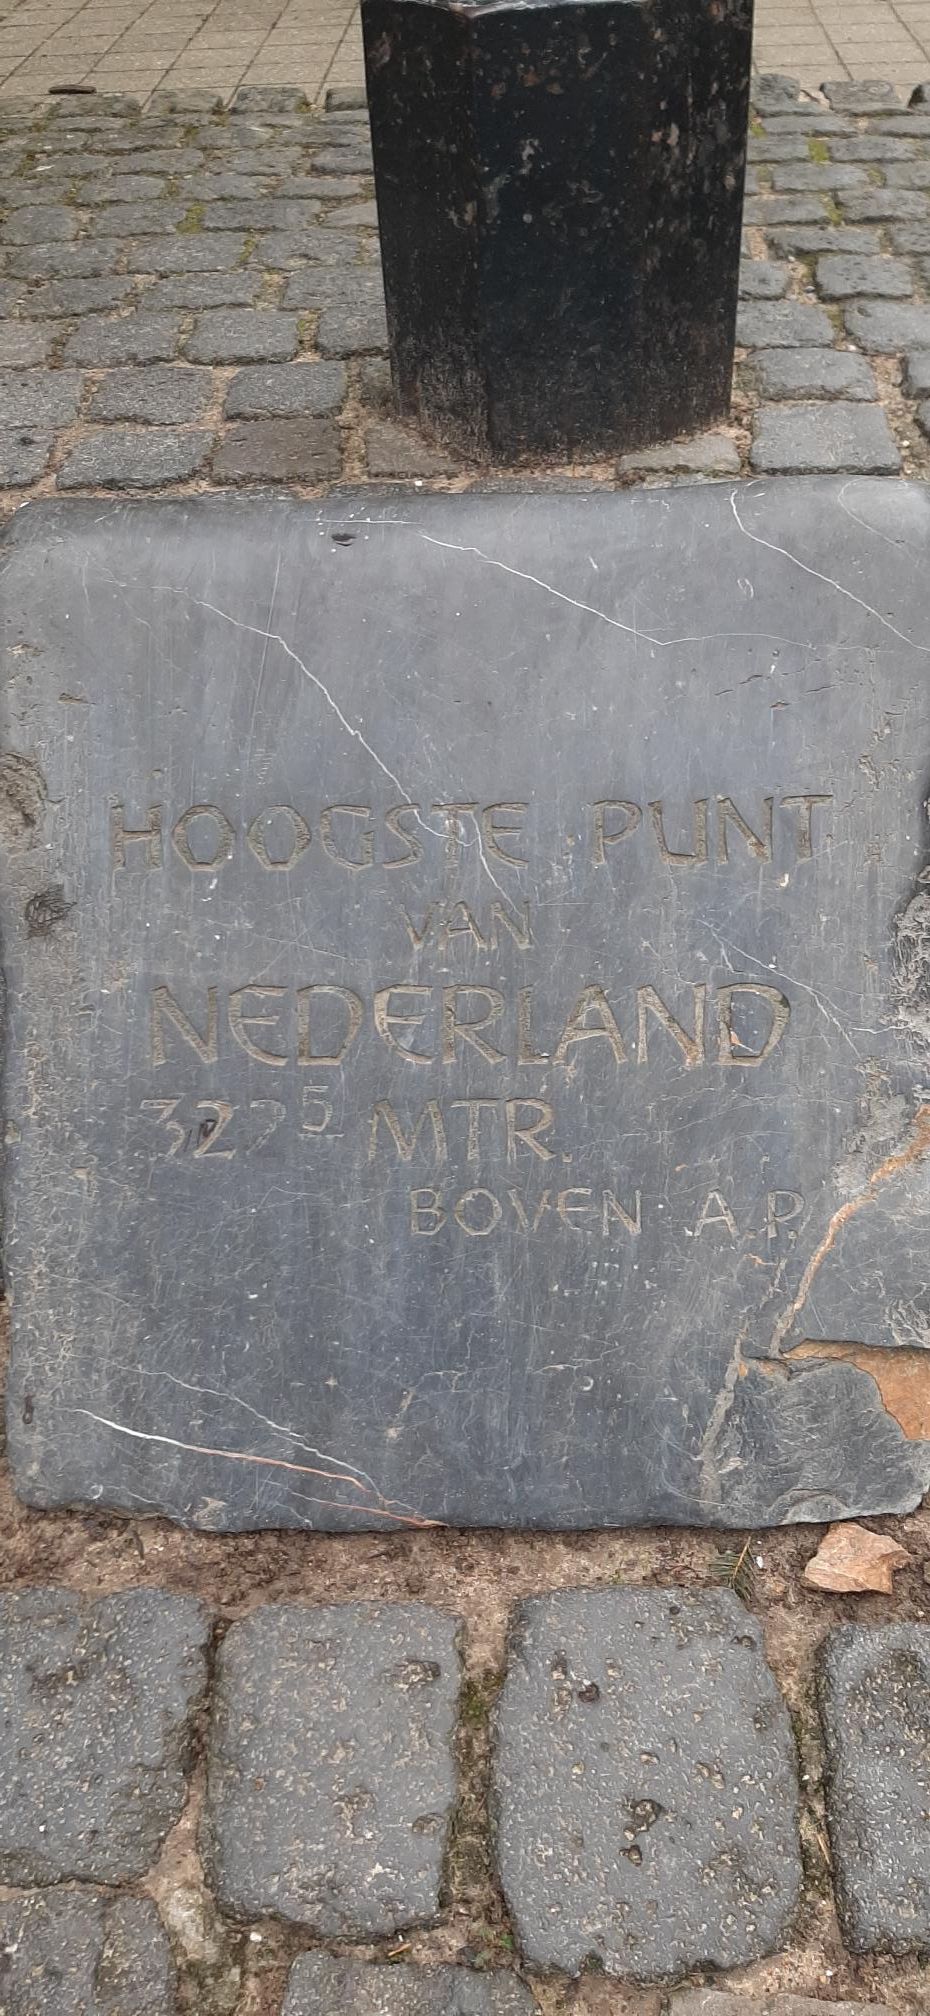 HOOGSTE PUNT
VAN
NEDERLAND
322⁵ MTR.
BOVEN A.P.